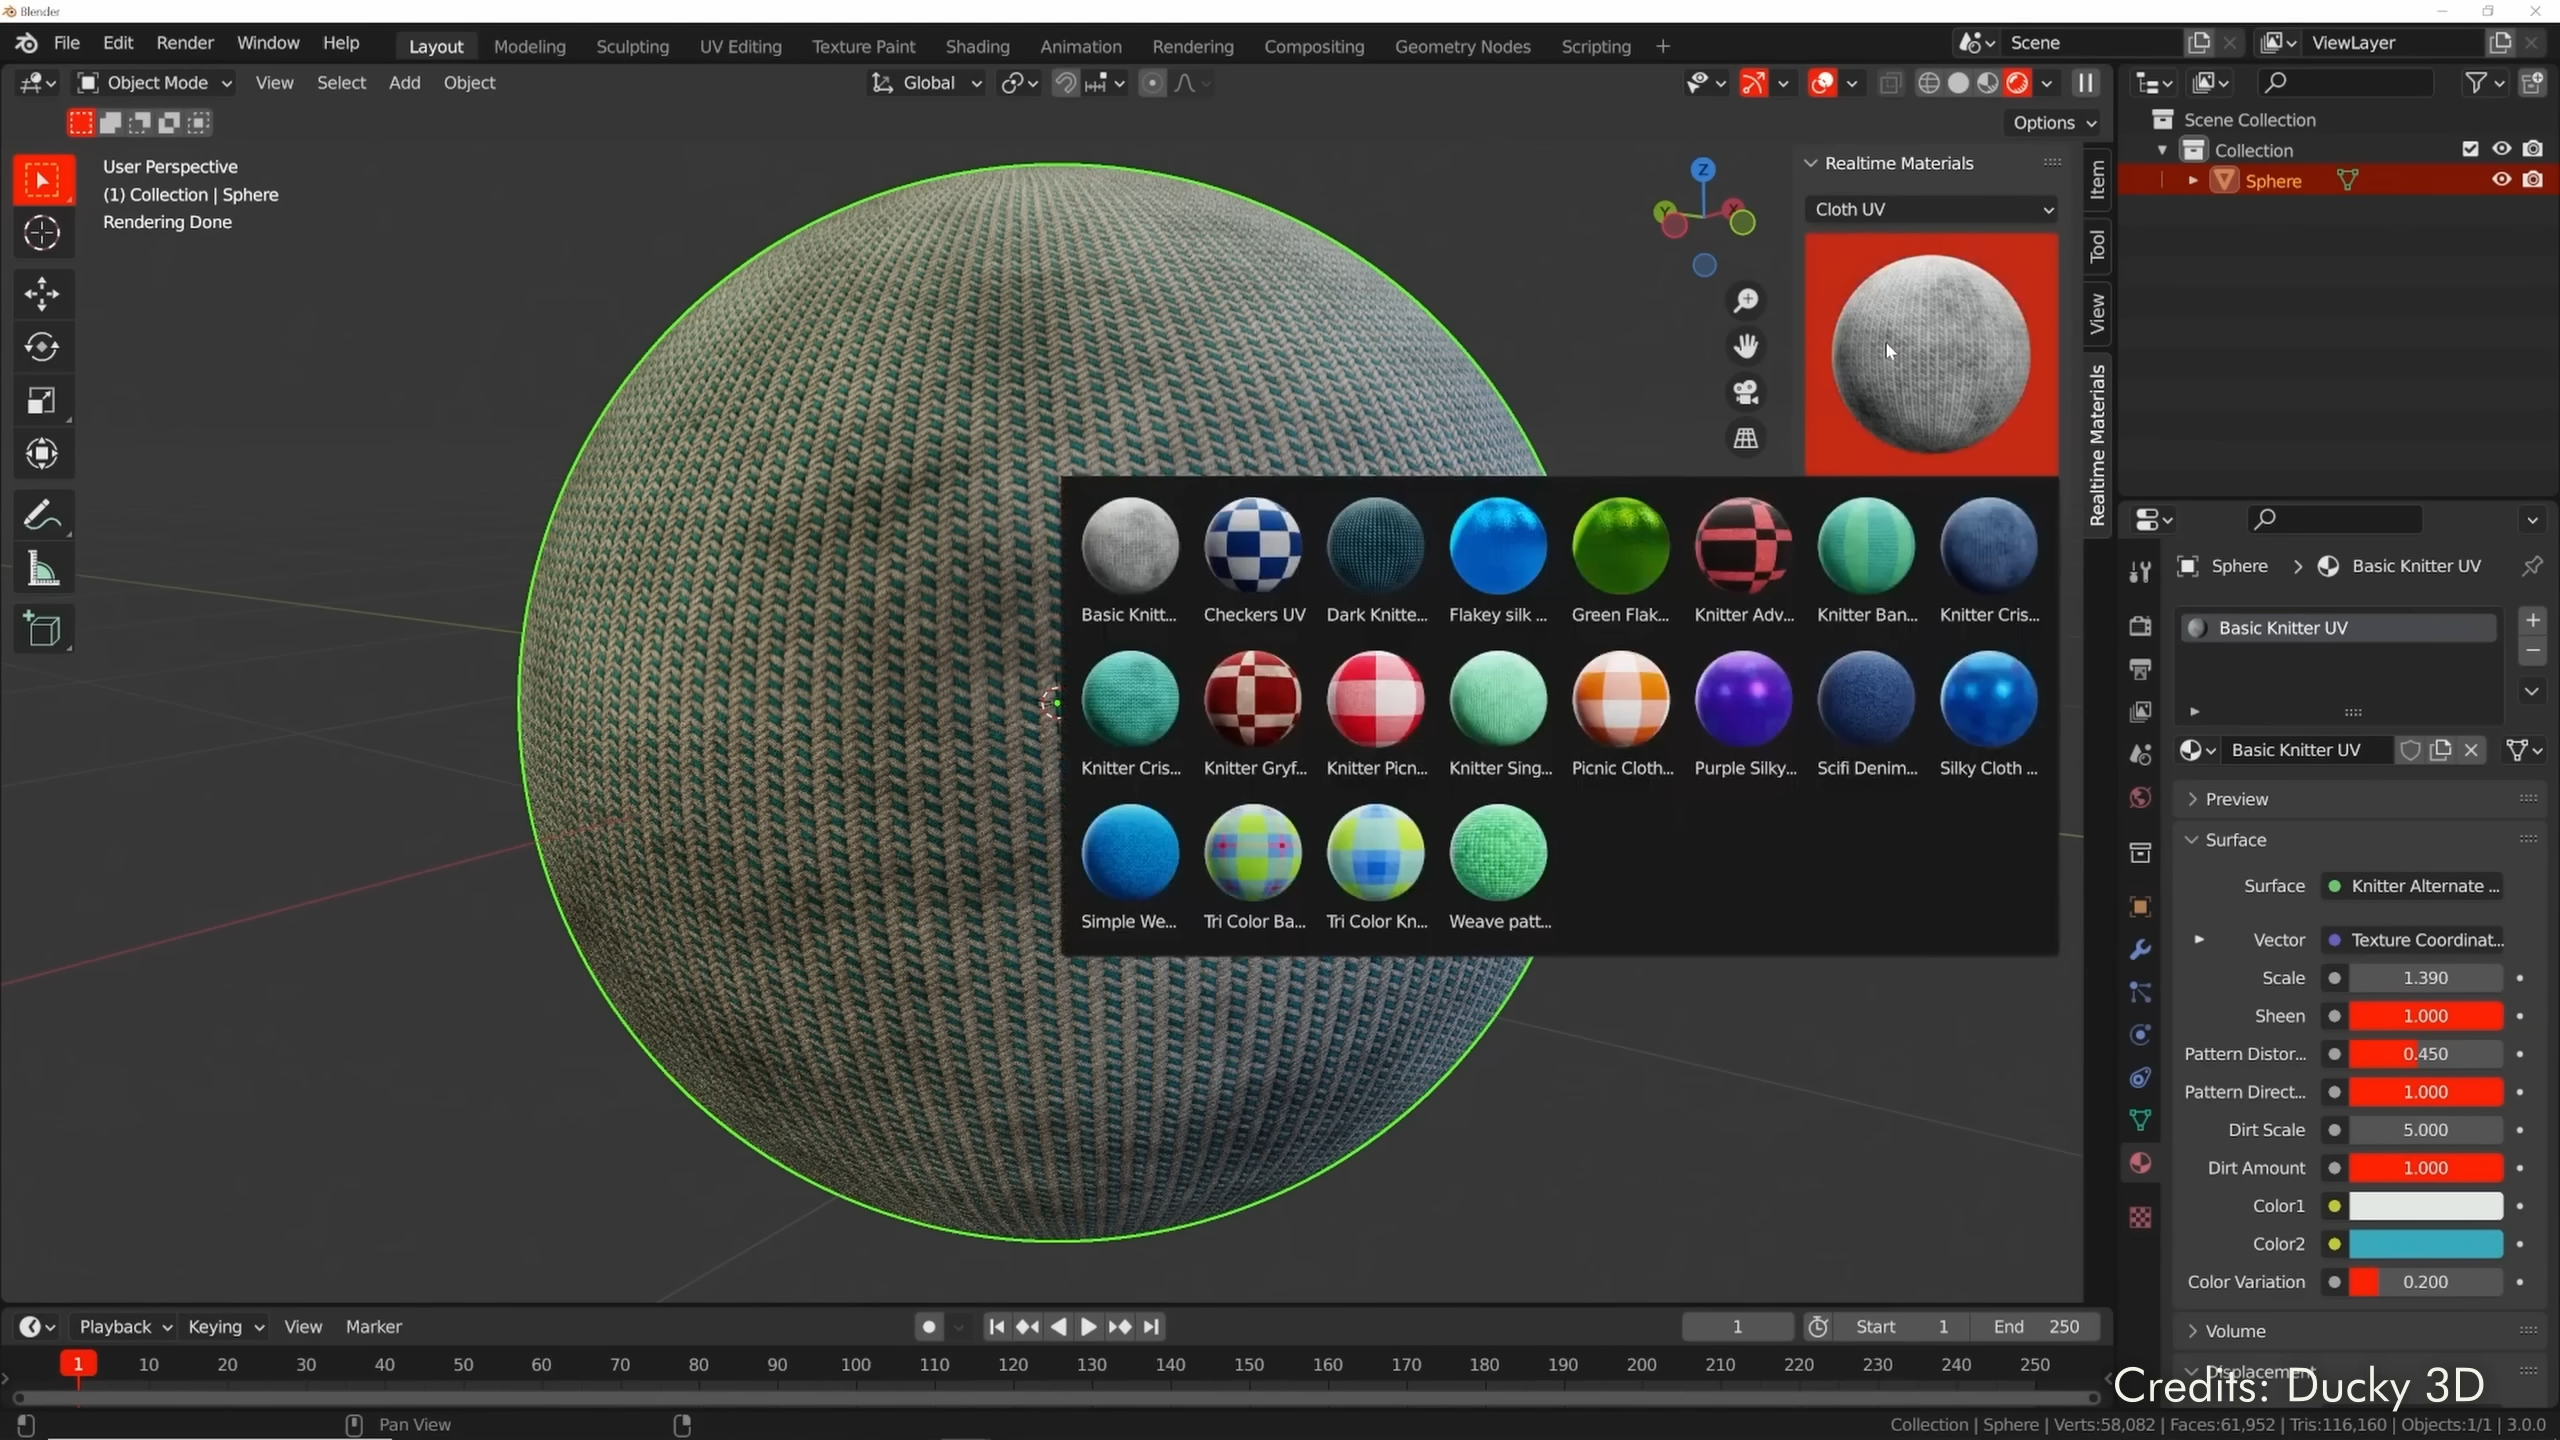 Blender
File Edit Render Window Help Layout Modeling Sculpting UV Editing Texture Paint Shading Animation Rendering Compositing Geometry Nodes Scripting + Scene ViewLayer
Object Mode View Select Add Object Global
Options
User Perspective
(1) Collection | Sphere
Rendering Done
Z
Y
X
Realtime Materials
Cloth UV
Item
Tool
View
Realtime Materials
Basic Knitt... Checkers UV Dark Knitte... Flakey silk ... Green Flak... Knitter Adv... Knitter Ban... Knitter Cris...
Knitter Cris... Knitter Gryf... Knitter Picn... Knitter Sing... Picnic Cloth... Purple Silky... Scifi Denim... Silky Cloth ...
Simple We... Tri Color Ba... Tri Color Kn... Weave patt...
Scene Collection
Collection
Sphere
Sphere > Basic Knitter UV
Basic Knitter UV
Basic Knitter UV
Preview
Surface
Surface Knitter Alternate ...
Vector Texture Coordinat...
Scale 1.390
Sheen 1.000
Pattern Distor... 0.450
Pattern Direct... 1.000
Dirt Scale 5.000
Dirt Amount 1.000
Color1
Color2
Color Variation 0.200
Volume
Displacement
Playback Keying View Marker 1 Start 1 End 250
1 10 20 30 40 50 60 70 80 90 100 110 120 130 140 150 160 170 180 190 200 210 220 230 240 250
Credits: Ducky 3D
Pan View
Collection | Sphere | Verts:58,082 | Faces:61,952 | Tris:116,160 | Objects:1/1 | 3.0.0